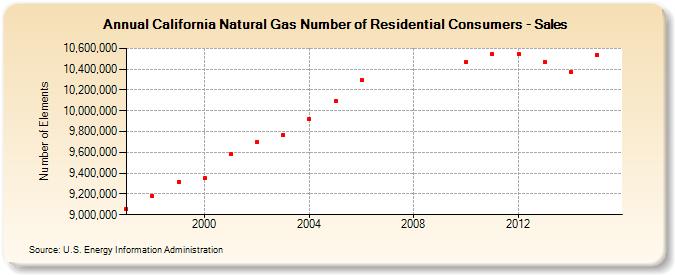 Annual California Natural Gas Number of Residential Consumers - Sales
Number of Elements
10,600,000
10,400,000
10,200,000
10,000,000
9,800,000
9,600,000
9,400,000
9,200,000
9,000,000
2000 2004 2008 2012
Source: U.S. Energy Information Administration